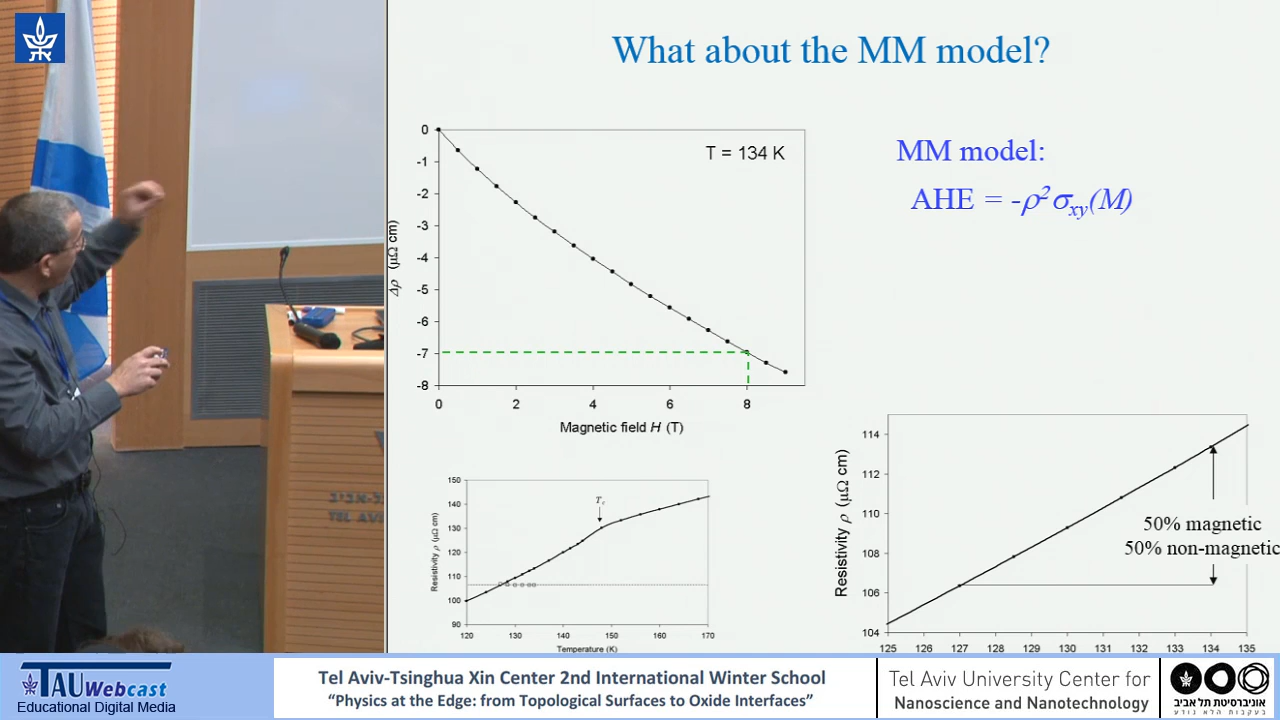 What about the MM model?
T = 134 K
0
-1
-2
-3
-4
-5
-6
-7
-8
Δρ (μΩ cm)
0 2 4 6 8
Magnetic field H (T)
MM model:
AHE = -ρ²σxy(M)
150
140
130
120
110
100
90
Resistivity ρ (μΩ cm)
Tc
120 130 140 150 160 170
Temperature (K)
114
112
110
108
106
104
Resistivity ρ (μΩ cm)
50% magnetic
50% non-magnetic
125 126 127 128 129 130 131 132 133 134 135
TEL AVIV
TAU Webcast
Educational Digital Media
Tel Aviv-Tsinghua Xin Center 2nd International Winter School
“Physics at the Edge: from Topological Surfaces to Oxide Interfaces”
Tel Aviv University Center for
Nanoscience and Nanotechnology
אוניברסיטת תל אביב